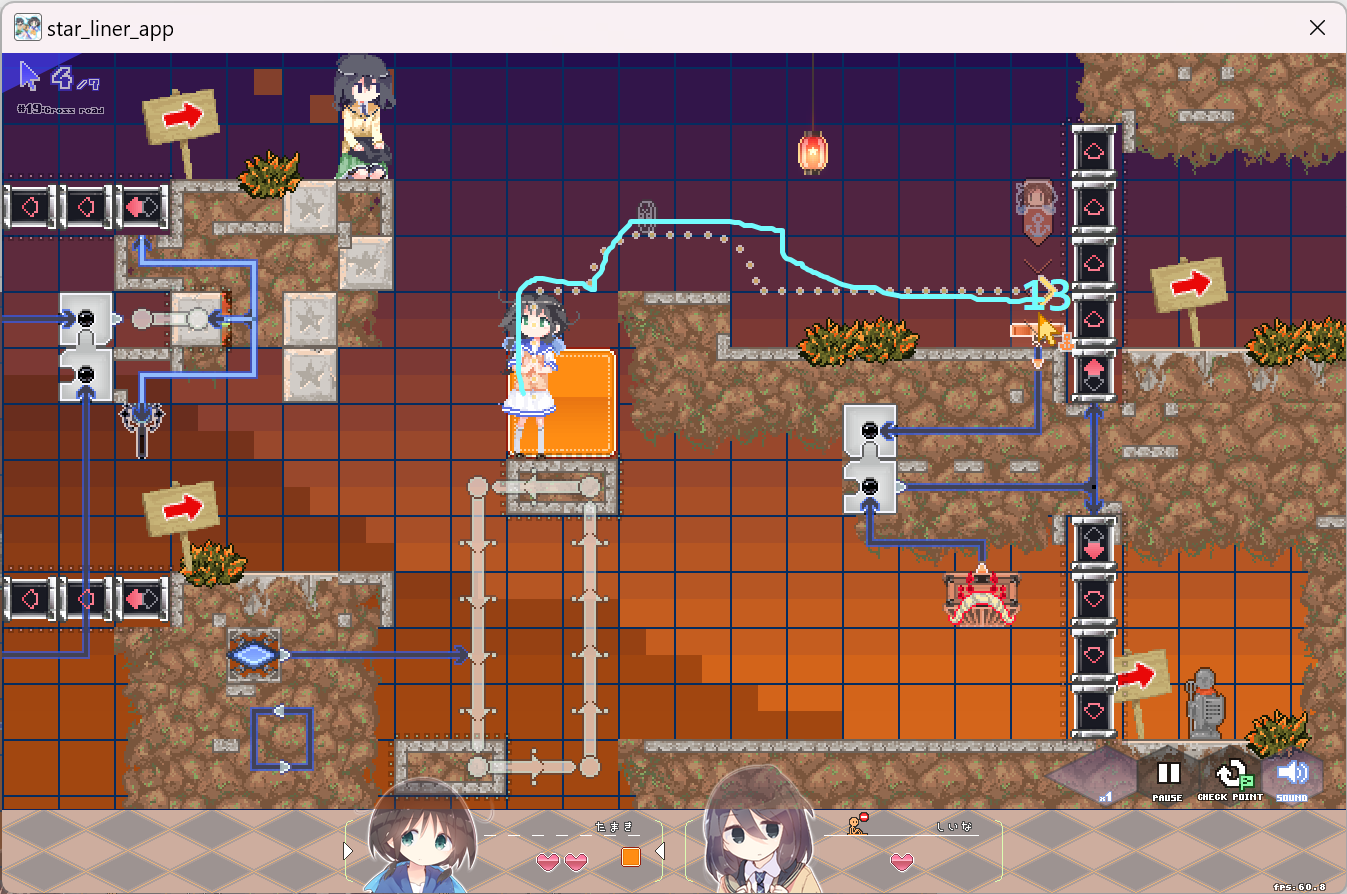 star_liner_app
4/7
#19:Cross road
13
x1
PAUSE
CHECK POINT
SOUND
たまき
しいな
fps:60.8